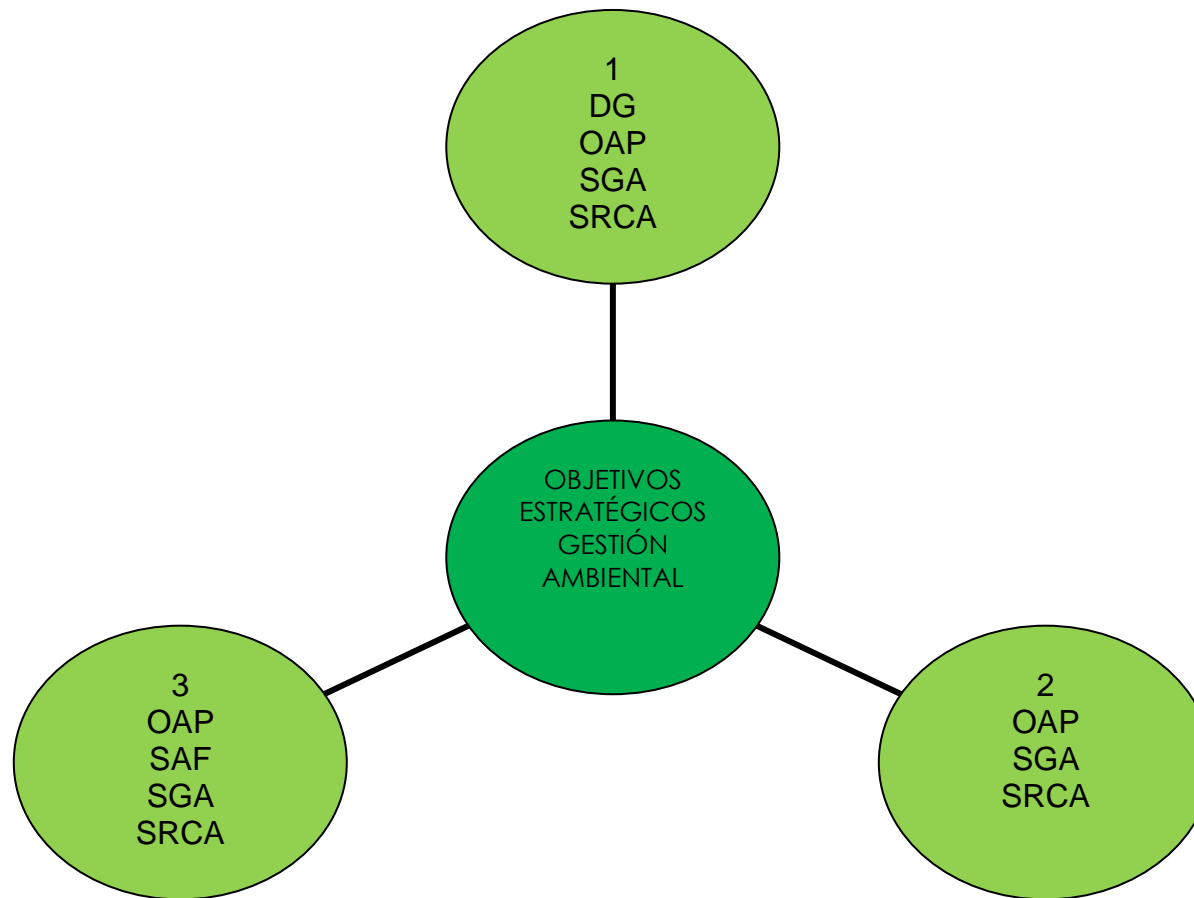 1
DG
OAP
SGA
SRCA
OBJETIVOS
ESTRATÉGICOS
GESTIÓN
AMBIENTAL
3
OAP
SAF
SGA
SRCA
2
OAP
SGA
SRCA